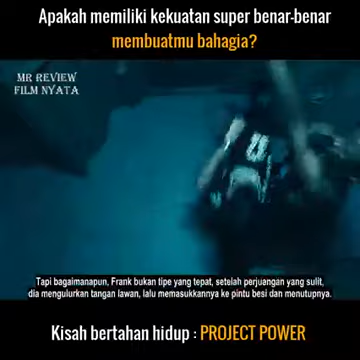 Apakah memiliki kekuatan super benar-benar
membuatmu bahagia?
MR REVIEW
FILM NYATA
Tapi bagaimanapun, Frank bukan tipe yang tepat, setelah perjuangan yang sulit,
dia mengulurkan tangan lawan, lalu memasukkannya ke pintu besi dan menutupnya.
Kisah bertahan hidup : PROJECT POWER